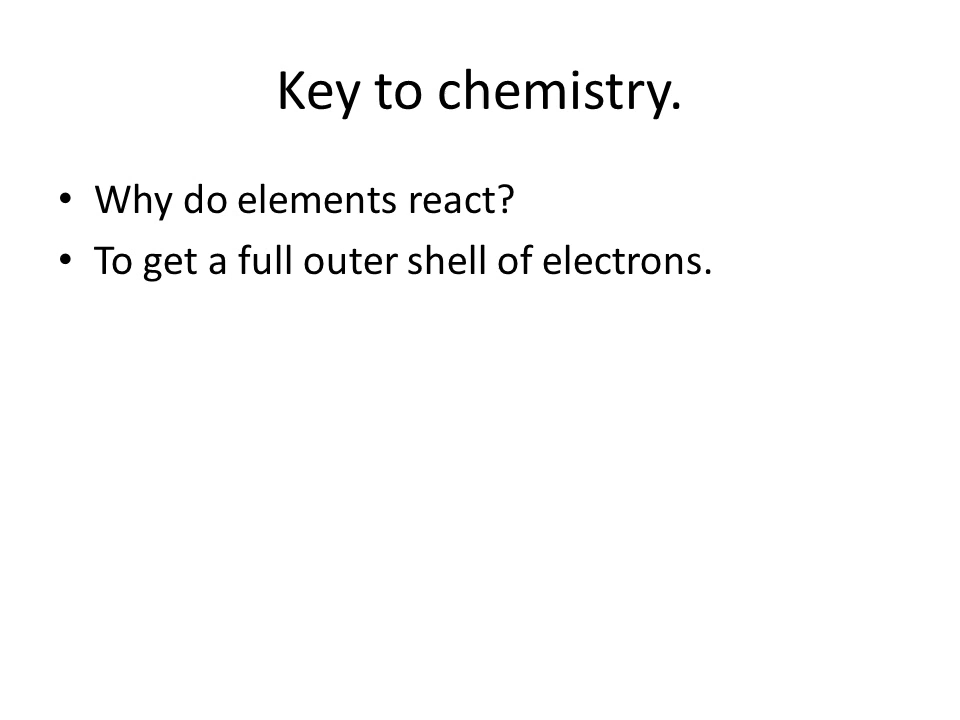 Key to chemistry.
• Why do elements react?
• To get a full outer shell of electrons.